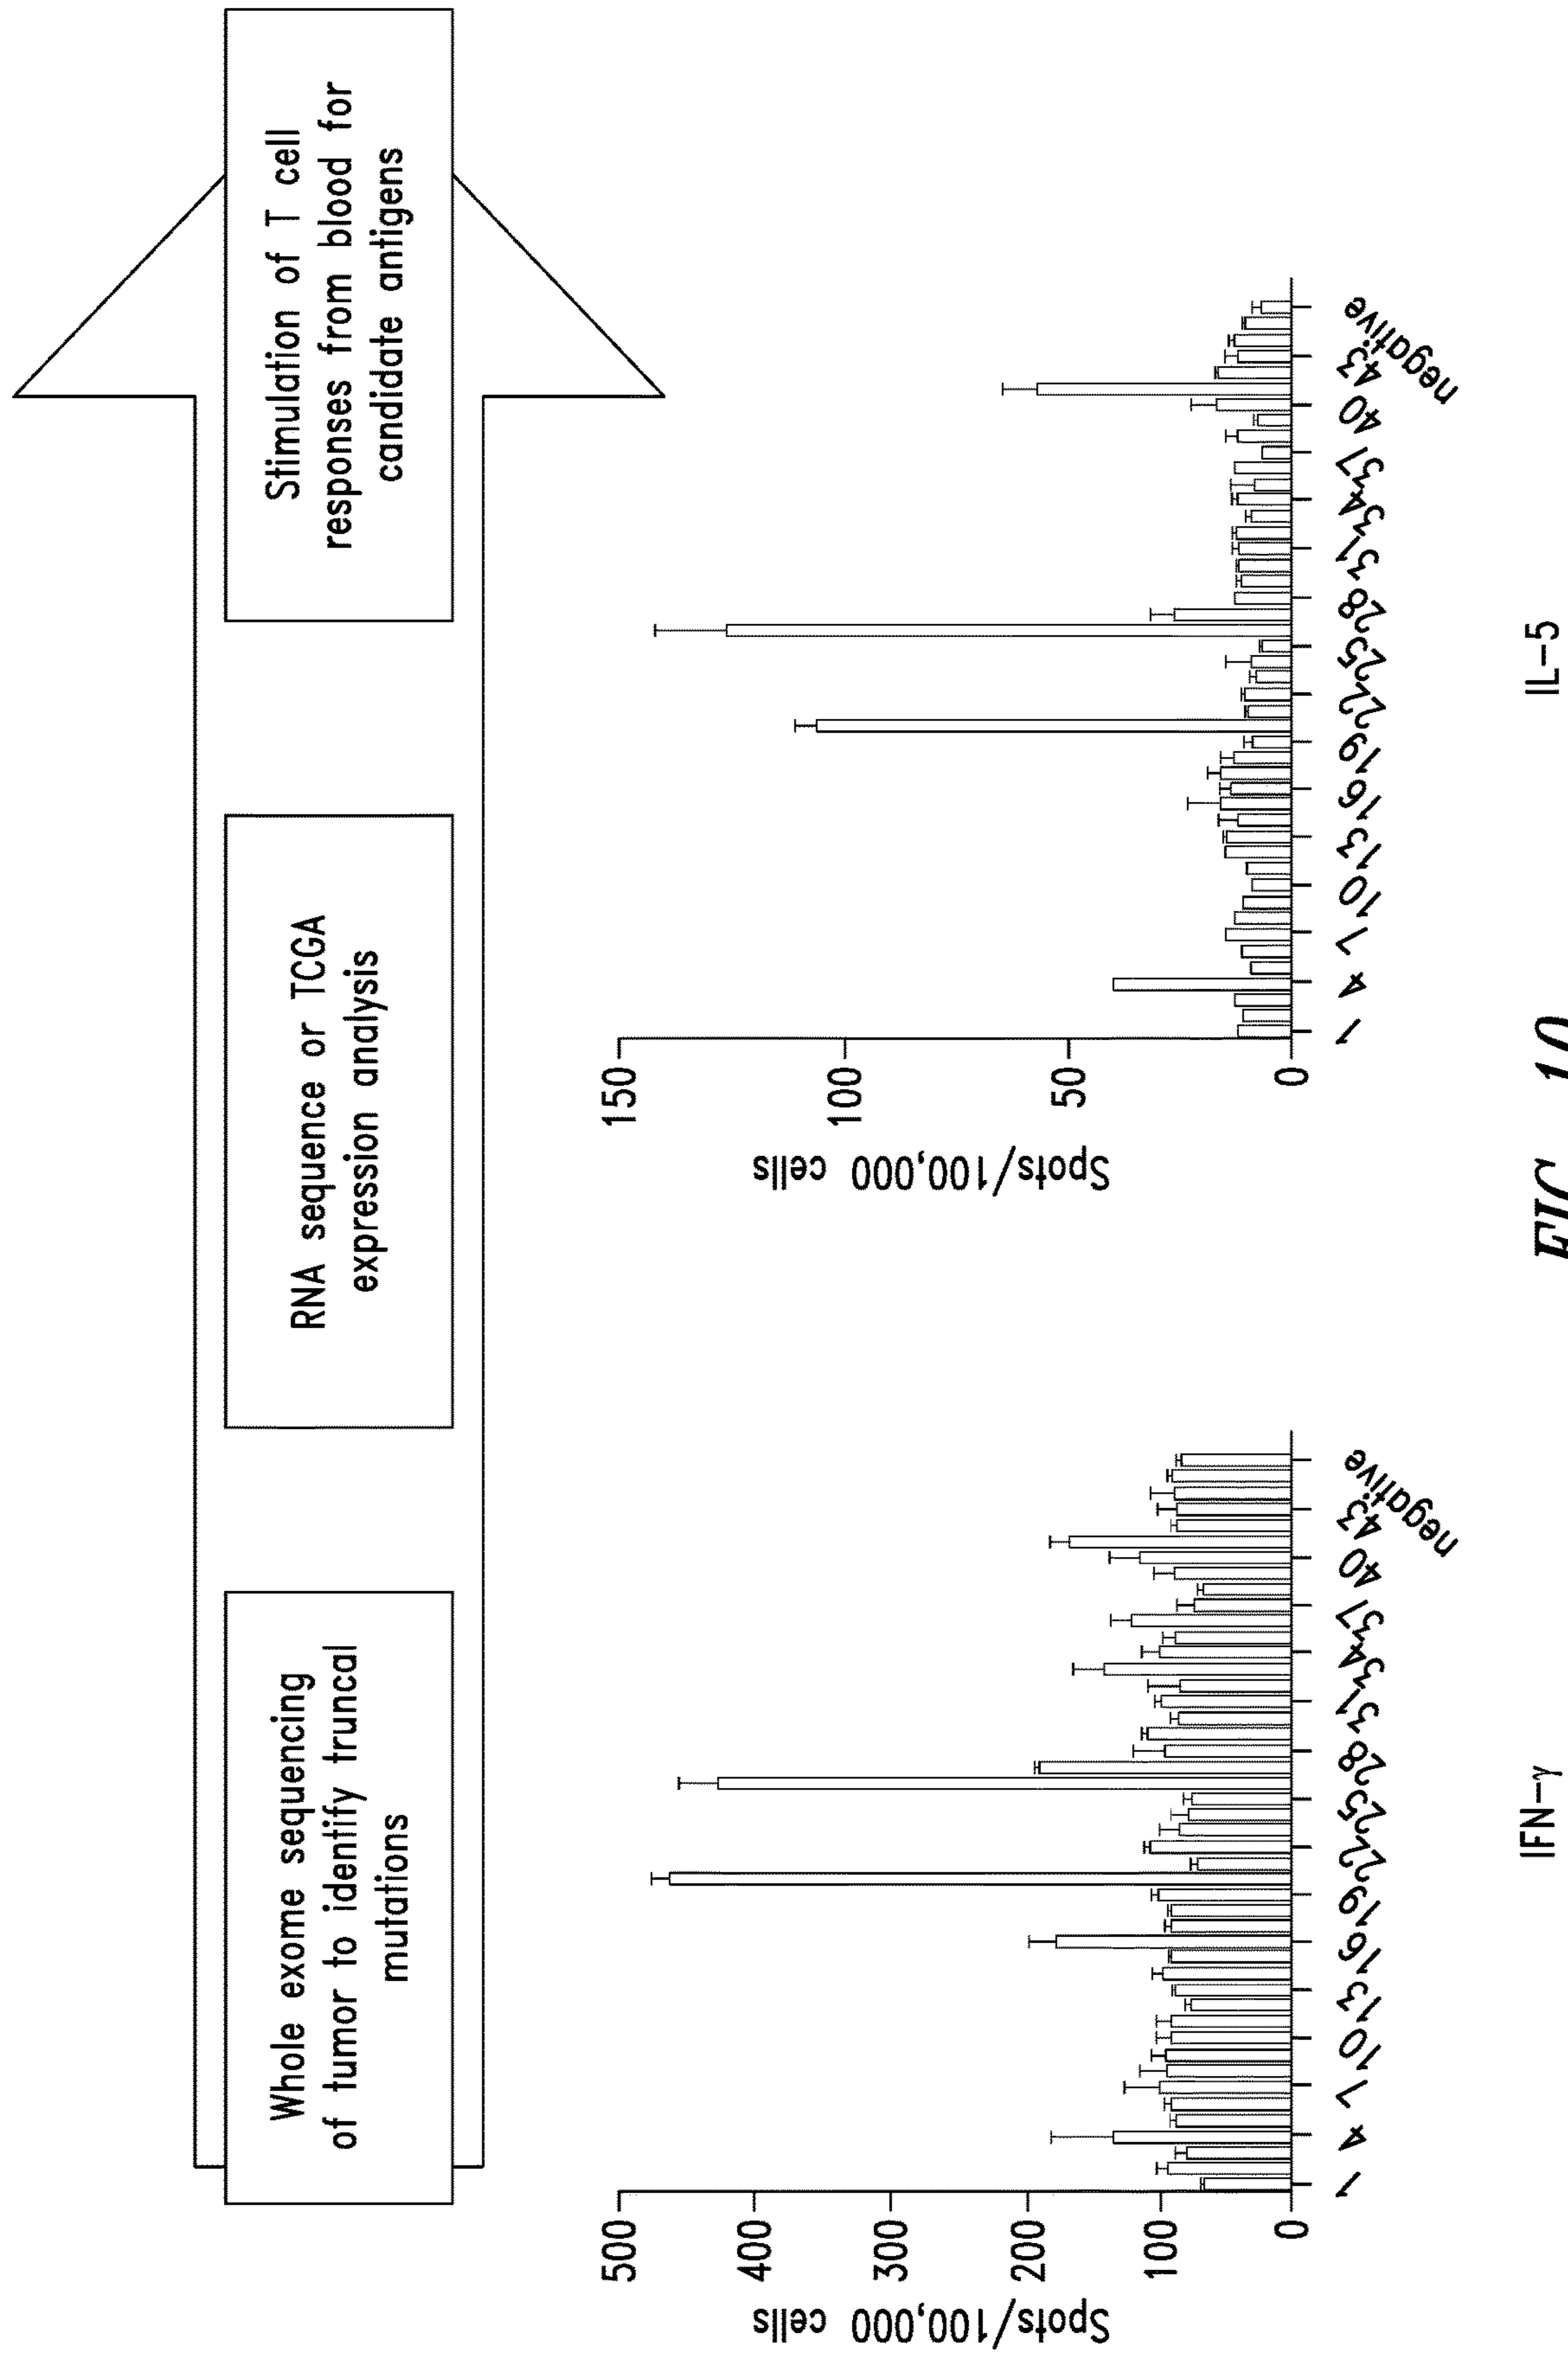 Whole exome sequencing
of tumor to identify truncal
mutations
RNA sequence or TCGA
expression analysis
Stimulation of T cell
responses from blood for
candidate antigens
Spots/100,000 cells
500
400
300
200
100
0
1 4 7 10 13 16 19 22 25 28 31 34 37 40 43 negative
IFN-γ
Spots/100,000 cells
150
100
50
0
1 4 7 10 13 16 19 22 25 28 31 34 37 40 43 negative
IL-5
FIG. 10